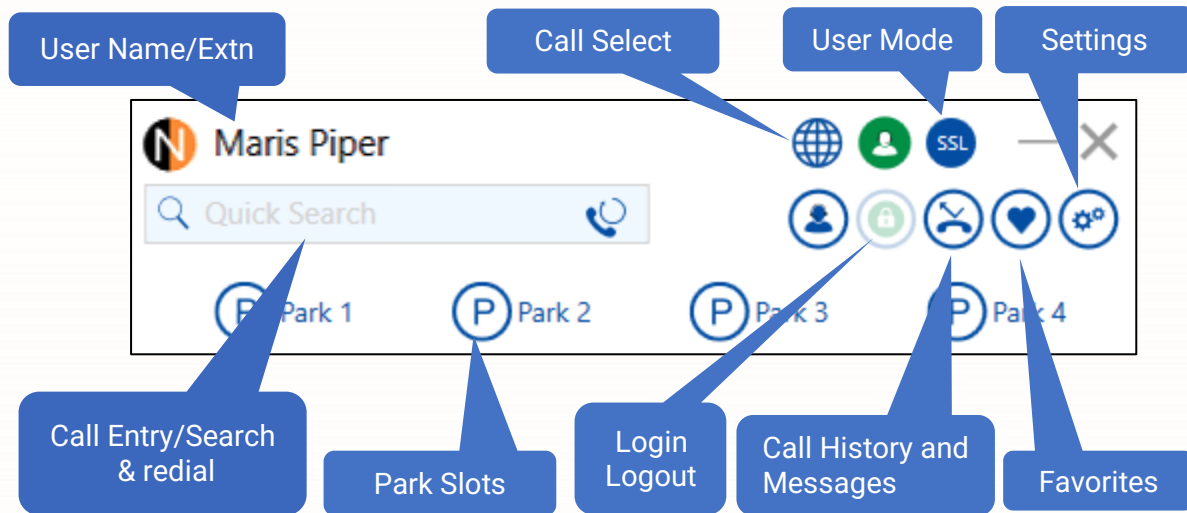 User Name/Extn
Call Select
User Mode
Settings
N Maris Piper
SSL
Quick Search
P Park 1
P Park 2
P Park 3
P Park 4
Call Entry/Search
& redial
Park Slots
Login
Logout
Call History and
Messages
Favorites